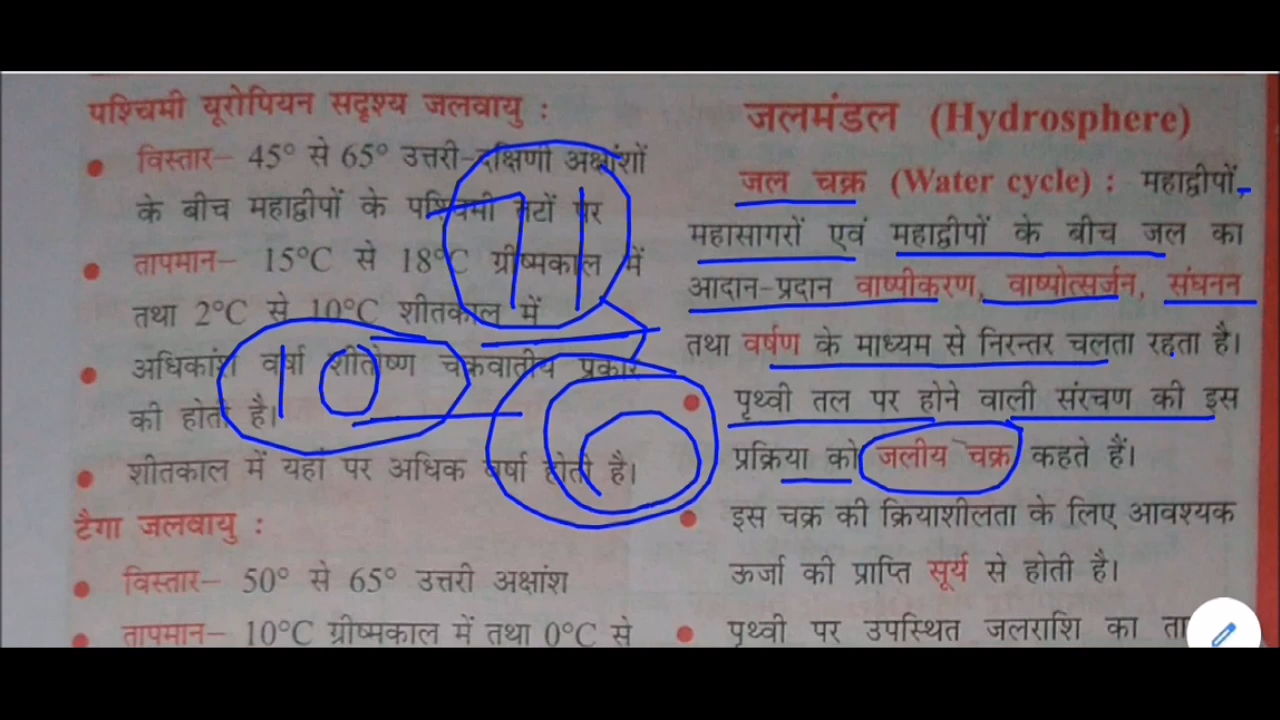 पश्चिमी यूरोपियन सदृश्य जलवायु :
विस्तार– 45° से 65° उत्तरी-दक्षिणी अक्षांशों
के बीच महाद्वीपों के पश्चिमी तटों पर
तापमान– 15°C से 18°C ग्रीष्मकाल में
तथा 2°C से 10°C शीतकाल में
अधिकांश वर्षा शीतोष्ण चक्रवातीय प्रकार
की होती है।
शीतकाल में यहां पर अधिक वर्षा होती है।
टैगा जलवायु :
विस्तार– 50° से 65° उत्तरी अक्षांश
तापमान– 10°C ग्रीष्मकाल में तथा 0°C से
11
10
जलमंडल (Hydrosphere)
जल चक्र (Water cycle) : महाद्वीपों,
महासागरों एवं महाद्वीपों के बीच जल का
आदान-प्रदान वाष्पीकरण, वाष्पोत्सर्जन, संघनन
तथा वर्षण के माध्यम से निरन्तर चलता रहता है।
पृथ्वी तल पर होने वाली संरचण की इस
प्रक्रिया को जलीय चक्र कहते हैं।
इस चक्र की क्रियाशीलता के लिए आवश्यक
ऊर्जा की प्राप्ति सूर्य से होती है।
पृथ्वी पर उपस्थित जलराशि का